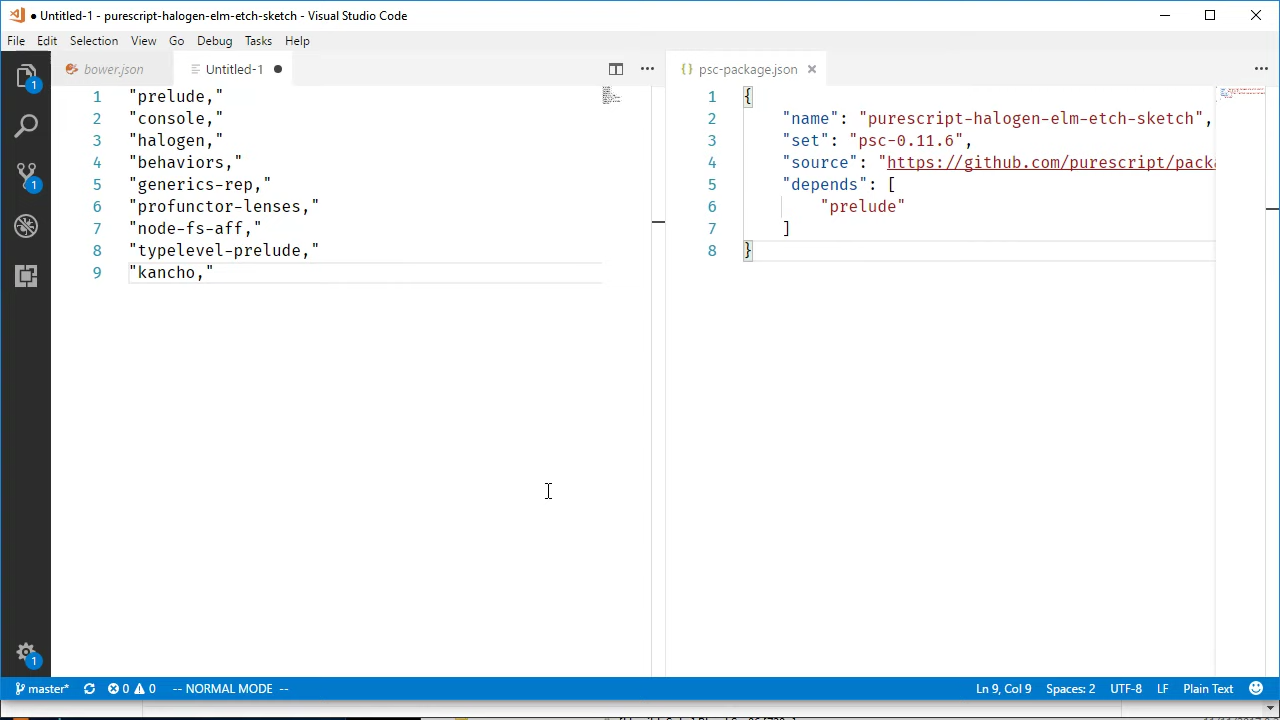 ● Untitled-1 - purescript-halogen-elm-etch-sketch - Visual Studio Code
File Edit Selection View Go Debug Tasks Help
bower.json
Untitled-1 ●
psc-package.json
1 "prelude,"
2 "console,"
3 "halogen,"
4 "behaviors,"
5 "generics-rep,"
6 "profunctor-lenses,"
7 "node-fs-aff,"
8 "typelevel-prelude,"
9 "kancho,"
1 {
2 "name": "purescript-halogen-elm-etch-sketch",
3 "set": "psc-0.11.6",
4 "source": "https://github.com/purescript/packa
5 "depends": [
6 "prelude"
7 ]
8 }
1
1
1
master* 0 0 -- NORMAL MODE --
Ln 9, Col 9 Spaces: 2 UTF-8 LF Plain Text